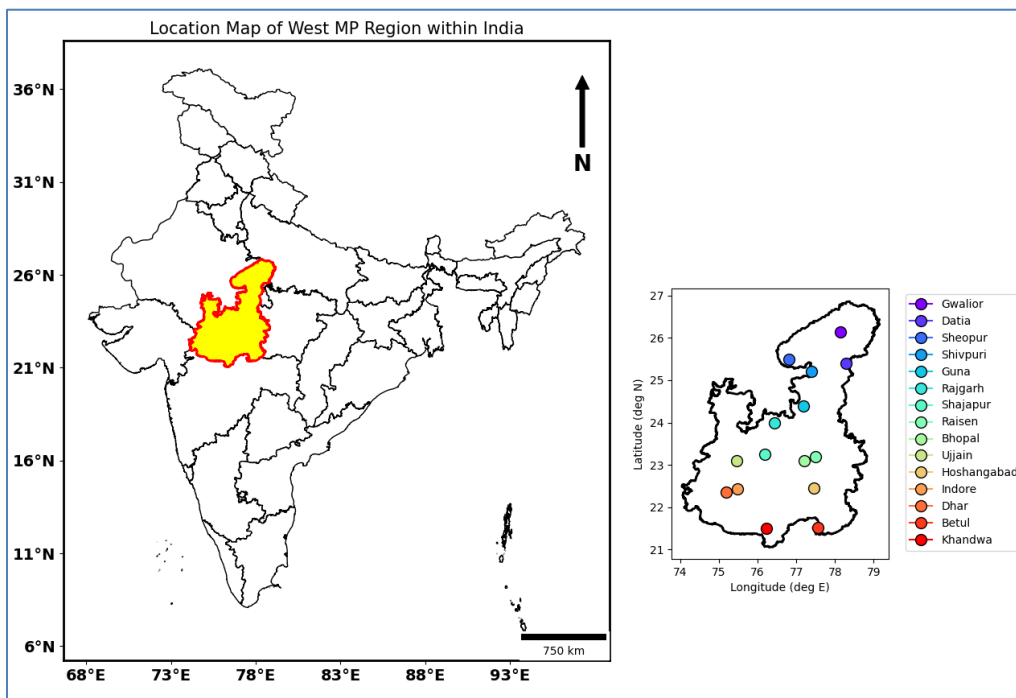 Location Map of West MP Region within India
36°N
31°N
26°N
21°N
16°N
11°N
6°N
68°E
73°E
78°E
83°E
88°E
93°E
N
750 km
27
26
25
24
23
22
21
Latitude (deg N)
74
75
76
77
78
79
Longitude (deg E)
Gwalior
Datia
Sheopur
Shivpuri
Guna
Rajgarh
Shajapur
Raisen
Bhopal
Ujjain
Hoshangabad
Indore
Dhar
Betul
Khandwa